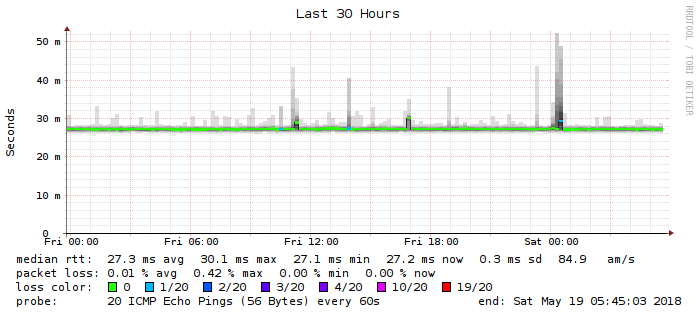 Last 30 Hours
RRDTOOL / TOBI OETIKER
Seconds
50 m
40 m
30 m
20 m
10 m
0
Fri 00:00 Fri 06:00 Fri 12:00 Fri 18:00 Sat 00:00
median rtt: 27.3 ms avg 30.1 ms max 27.1 ms min 27.2 ms now 0.3 ms sd 84.9 am/s
packet loss: 0.01 % avg 0.42 % max 0.00 % min 0.00 % now
loss color: 0 1/20 2/20 3/20 4/20 10/20 19/20
probe: 20 ICMP Echo Pings (56 Bytes) every 60s end: Sat May 19 05:45:03 2018